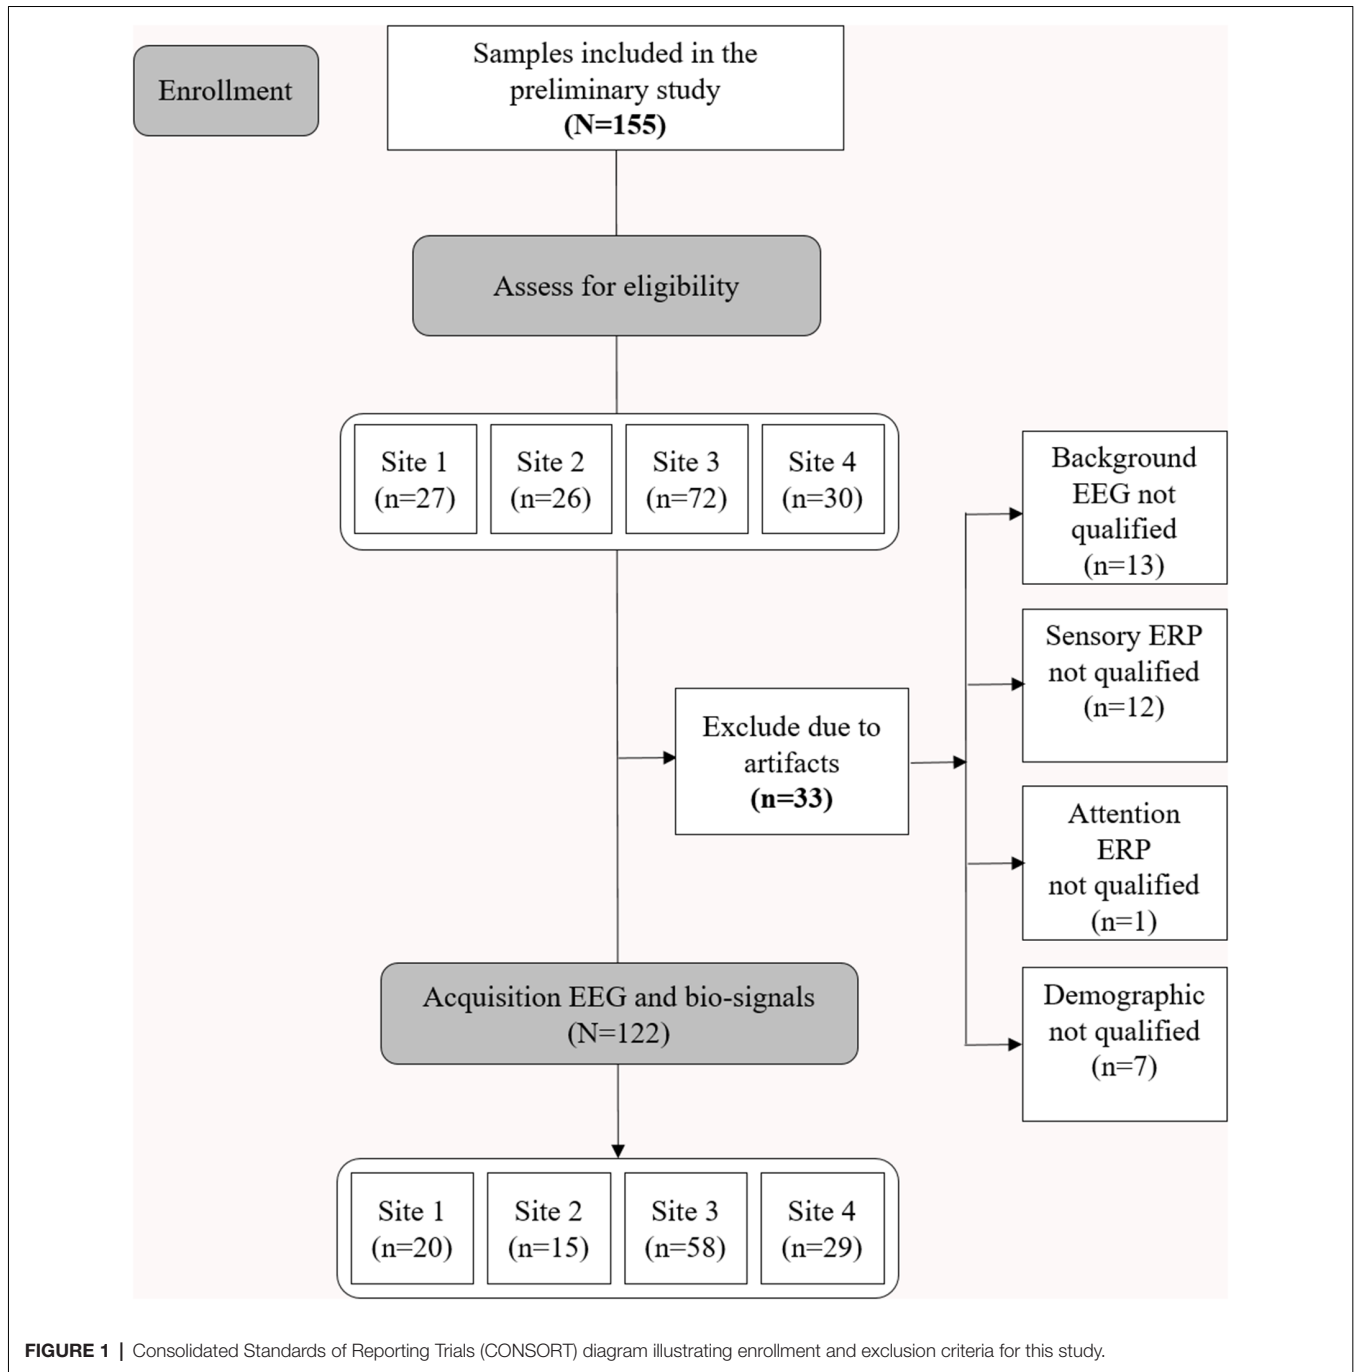 Enrollment
Samples included in the
preliminary study
(N=155)
Assess for eligibility
Site 1
(n=27)
Site 2
(n=26)
Site 3
(n=72)
Site 4
(n=30)
Exclude due to
artifacts
(n=33)
Background
EEG not
qualified
(n=13)
Sensory ERP
not qualified
(n=12)
Attention
ERP
not qualified
(n=1)
Demographic
not qualified
(n=7)
Acquisition EEG and bio-signals
(N=122)
Site 1
(n=20)
Site 2
(n=15)
Site 3
(n=58)
Site 4
(n=29)
FIGURE 1 | Consolidated Standards of Reporting Trials (CONSORT) diagram illustrating enrollment and exclusion criteria for this study.